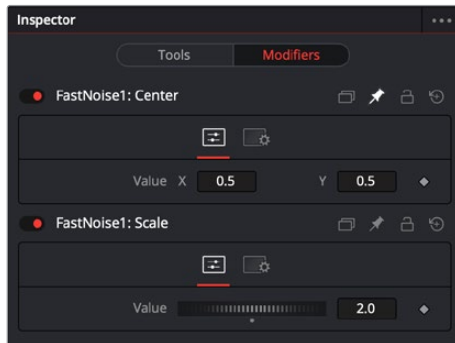 Inspector
Tools Modifiers
FastNoise1: Center
Value X 0.5 Y 0.5
FastNoise1: Scale
Value 2.0